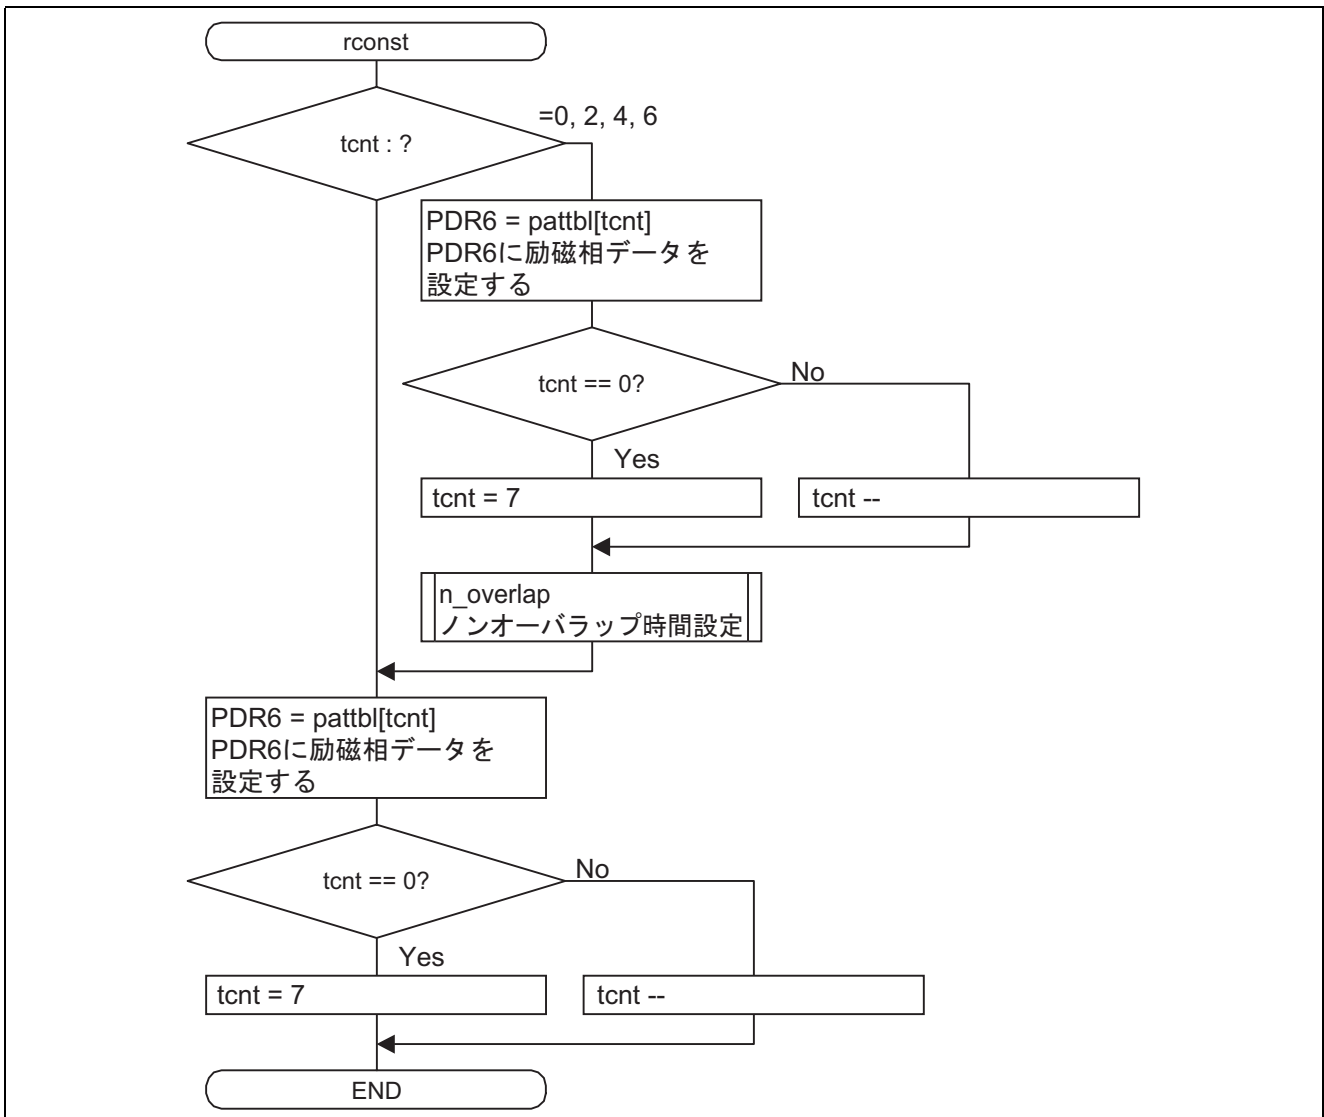 rconst
=0, 2, 4, 6
tcnt : ?
PDR6 = pattbl[tcnt]
PDR6に励磁相データを
設定する
tcnt == 0?
No
Yes
tcnt = 7
tcnt --
n_overlap
ノンオーバラップ時間設定
PDR6 = pattbl[tcnt]
PDR6に励磁相データを
設定する
tcnt == 0?
No
Yes
tcnt = 7
tcnt --
END